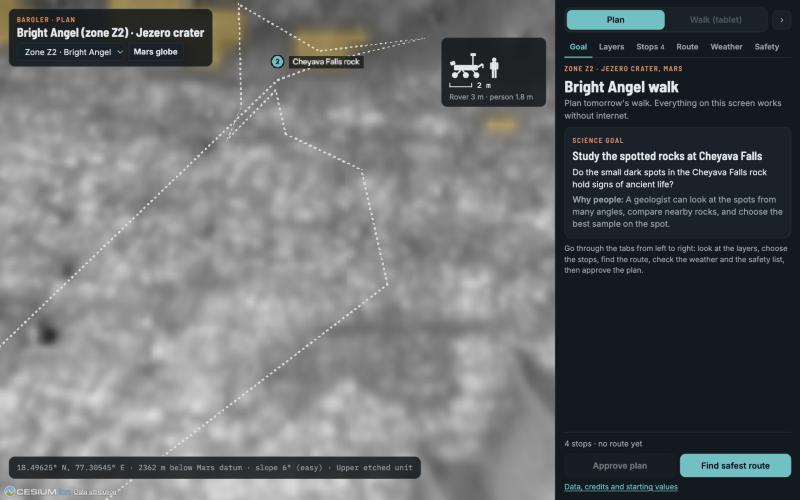 BAROLER · PLAN
Bright Angel (zone Z2) · Jezero crater
Zone Z2 · Bright Angel
Mars globe
2
Cheyava Falls rock
2 m
Rover 3 m · person 1.8 m
18.49625° N, 77.30545° E · 2362 m below Mars datum · slope 6° (easy) · Upper etched unit
CESIUM ion Data attribution
Plan
Walk (tablet)
›
Goal
Layers
Stops 4
Route
Weather
Safety
ZONE Z2 · JEZERO CRATER, MARS
Bright Angel walk
Plan tomorrow's walk. Everything on this screen works
without internet.
SCIENCE GOAL
Study the spotted rocks at Cheyava Falls
Do the small dark spots in the Cheyava Falls rock
hold signs of ancient life?
Why people: A geologist can look at the spots from
many angles, compare nearby rocks, and choose the
best sample on the spot.
Go through the tabs from left to right: look at the layers, choose
the stops, find the route, check the weather and the safety list,
then approve the plan.
4 stops · no route yet
Approve plan
Find safest route
Data, credits and starting values